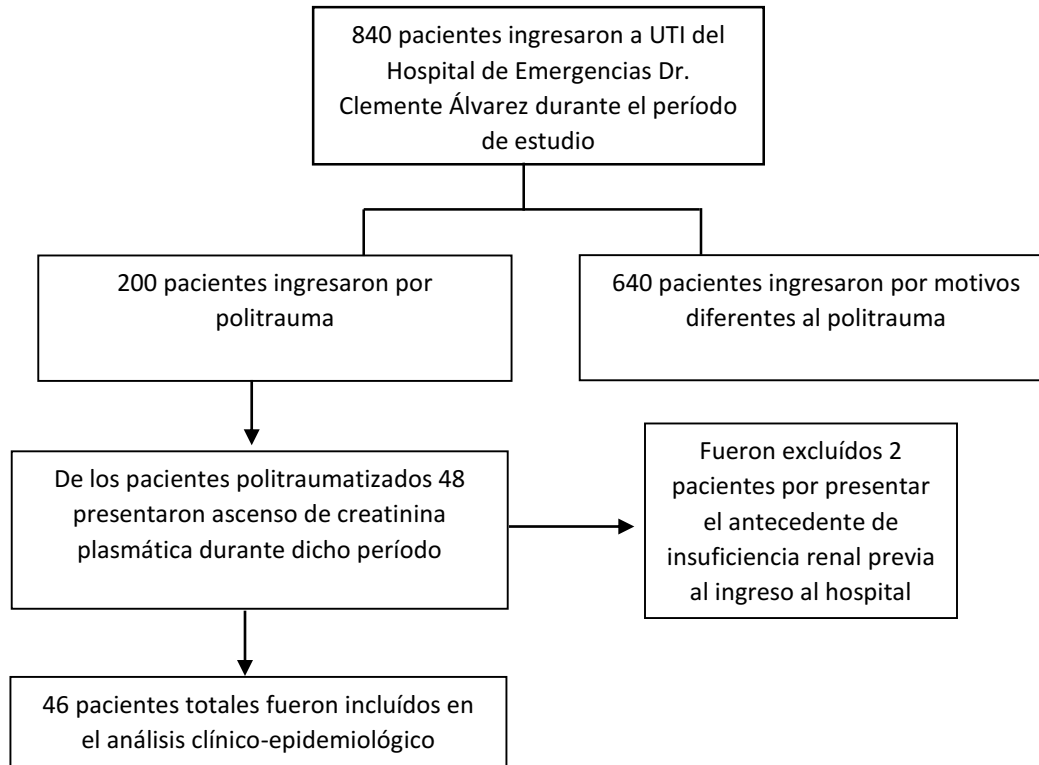 840 pacientes ingresaron a UTI del
Hospital de Emergencias Dr.
Clemente Álvarez durante el período
de estudio
200 pacientes ingresaron por
politrauma
640 pacientes ingresaron por motivos
diferentes al politrauma
De los pacientes politraumatizados 48
presentaron ascenso de creatinina
plasmática durante dicho período
Fueron excluídos 2
pacientes por presentar
el antecedente de
insuficiencia renal previa
al ingreso al hospital
46 pacientes totales fueron incluídos en
el análisis clínico-epidemiológico